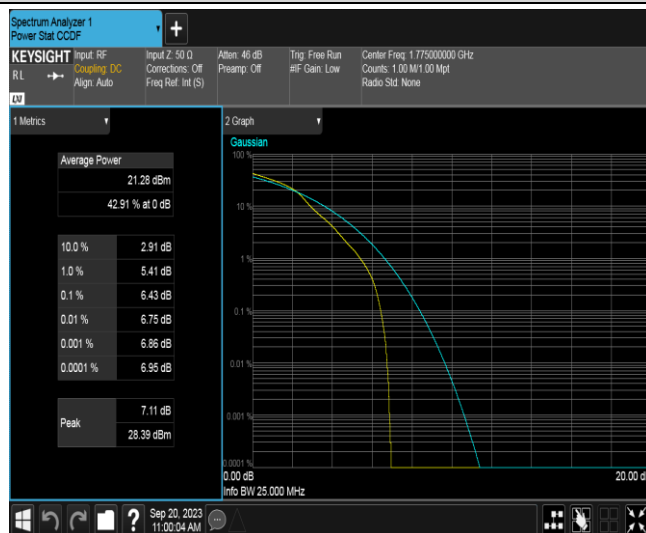 Spectrum Analyzer 1
Power Stat CCDF
KEYSIGHT
RL
LXI
Input: RF
Coupling: DC
Align: Auto
Input Z: 50 Ω
Corrections: Off
Freq Ref: Int (S)
Atten: 46 dB
Preamp: Off
Trig: Free Run
#IF Gain: Low
Center Freq: 1.775000000 GHz
Counts: 1.00 M/1.00 Mpt
Radio Std: None
1 Metrics
Average Power
21.28 dBm
42.91 % at 0 dB
10.0 % 2.91 dB
1.0 % 5.41 dB
0.1 % 6.43 dB
0.01 % 6.75 dB
0.001 % 6.86 dB
0.0001 % 6.95 dB
Peak
7.11 dB
28.39 dBm
2 Graph
Gaussian
100 %
10 %
1 %
0.1 %
0.01 %
0.001 %
0.0001 %
0.00 dB
20.00 d
Info BW 25.000 MHz
?
Sep 20, 2023
11:00:04 AM